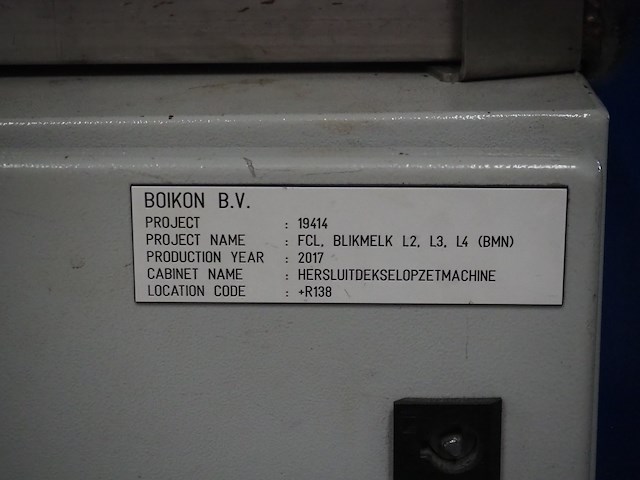 BOIKON B.V.
PROJECT : 19414
PROJECT NAME : FCL, BLIKMELK L2, L3, L4 (BMN)
PRODUCTION YEAR : 2017
CABINET NAME : HERSLUITDEKSELOPZETMACHINE
LOCATION CODE : +R138